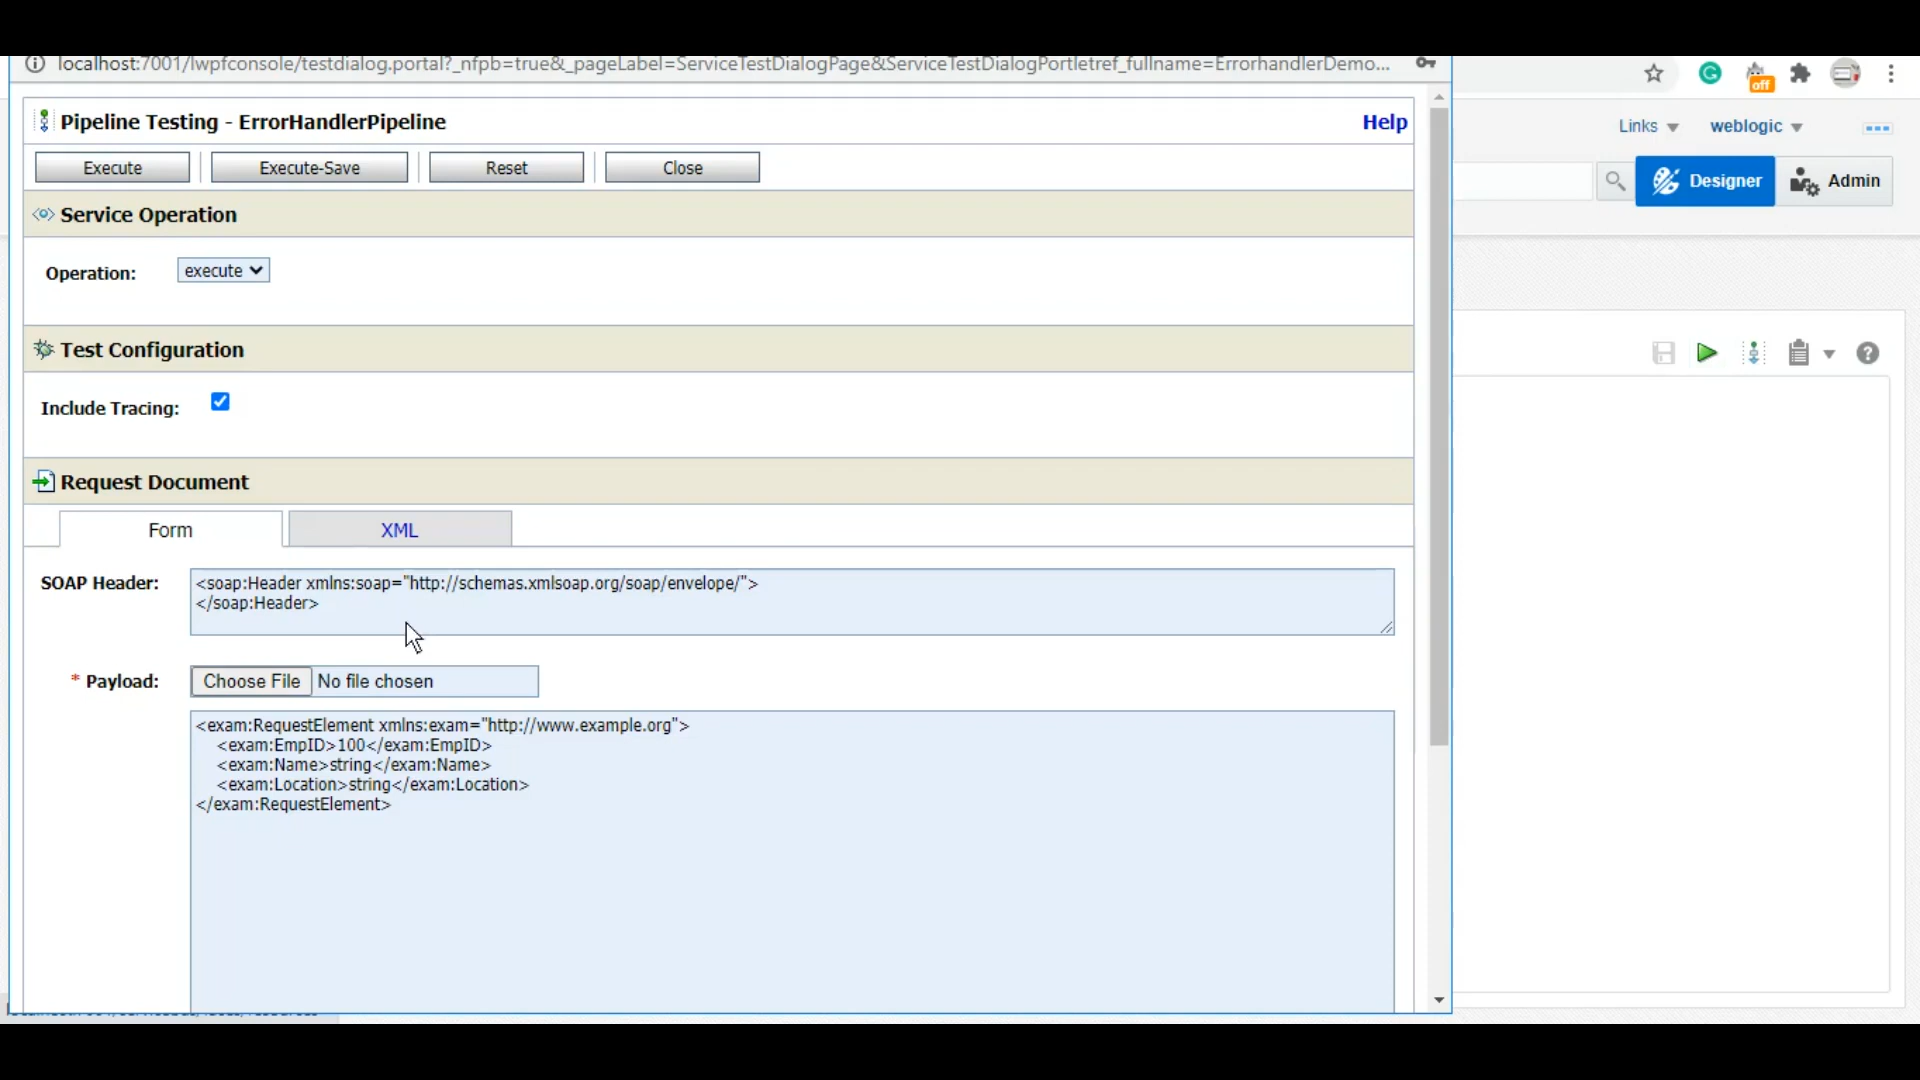 localhost:7001/lwpfconsole/testdialog.portal?_nfpb=true&_pageLabel=ServiceTestDialogPage&ServiceTestDialogPortletref_fullname=ErrorhandlerDemo...
off
Links
weblogic
Designer
Admin
Pipeline Testing - ErrorHandlerPipeline
Help
Execute
Execute-Save
Reset
Close
Service Operation
Operation:
execute
Test Configuration
Include Tracing:
Request Document
Form
XML
SOAP Header:
<soap:Header xmlns:soap="http://schemas.xmlsoap.org/soap/envelope/">
</soap:Header>
* Payload:
Choose File
No file chosen
<exam:RequestElement xmlns:exam="http://www.example.org">
<exam:EmpID>100</exam:EmpID>
<exam:Name>string</exam:Name>
<exam:Location>string</exam:Location>
</exam:RequestElement>